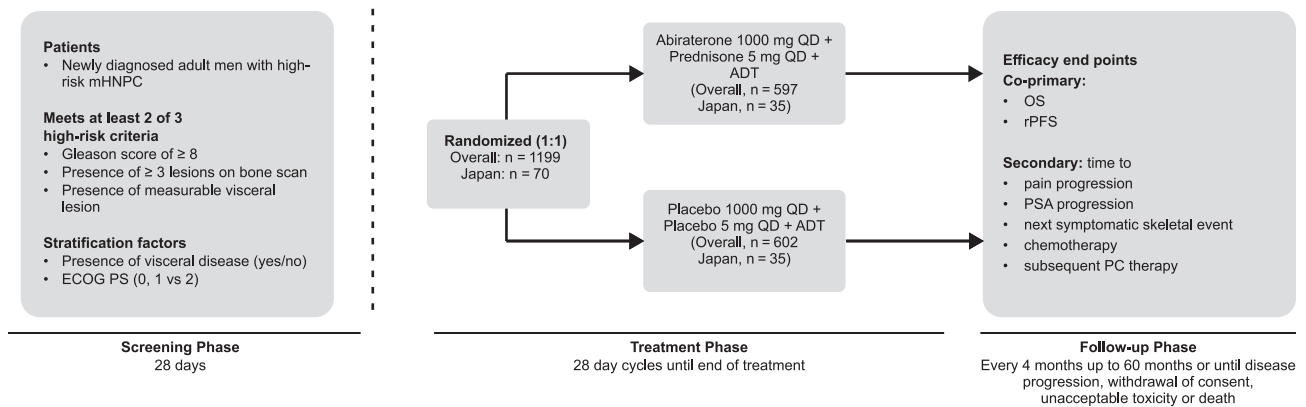 Patients
• Newly diagnosed adult men with high-
risk mHNPC
Meets at least 2 of 3
high-risk criteria
• Gleason score of ≥ 8
• Presence of ≥ 3 lesions on bone scan
• Presence of measurable visceral
lesion
Stratification factors
• Presence of visceral disease (yes/no)
• ECOG PS (0, 1 vs 2)
Screening Phase
28 days
Randomized (1:1)
Overall: n = 1199
Japan: n = 70
Abiraterone 1000 mg QD +
Prednisone 5 mg QD +
ADT
(Overall, n = 597
Japan, n = 35)
Placebo 1000 mg QD +
Placebo 5 mg QD + ADT
(Overall, n = 602
Japan, n = 35)
Treatment Phase
28 day cycles until end of treatment
Efficacy end points
Co-primary:
• OS
• rPFS
Secondary: time to
• pain progression
• PSA progression
• next symptomatic skeletal event
• chemotherapy
• subsequent PC therapy
Follow-up Phase
Every 4 months up to 60 months or until disease
progression, withdrawal of consent,
unacceptable toxicity or death